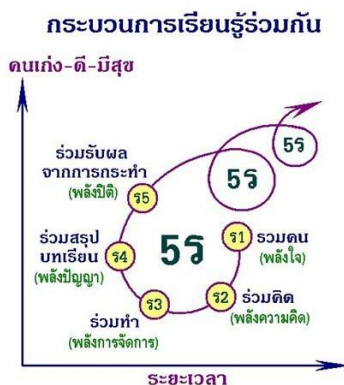 กระบวนการเรียนรู้ร่วมกัน
คนเก่ง-ดี-มีสุข
ร่วมรับผล
จากการกระทำ
(พลังปิติ)
ร5
5ร
5ร
ร่วมสรุป
บทเรียน
(พลังปัญญา)
ร4
5ร
ร1
รวมคน
(พลังใจ)
ร่วมทำ
(พลังการจัดการ)
ร3
ร2
ร่วมคิด
(พลังความคิด)
ระยะเวลา